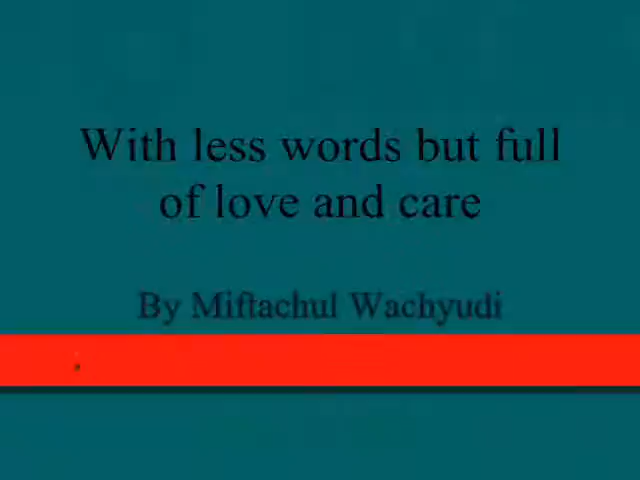 With less words but full
of love and care
By Miftachul Wachyudi